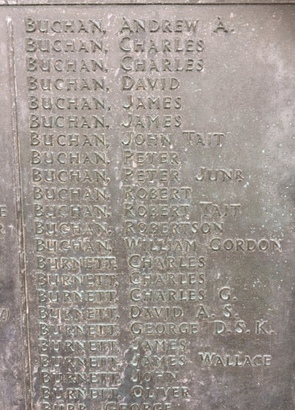 BUCHAN, ANDREW A.
BUCHAN, CHARLES
BUCHAN, CHARLES
BUCHAN, DAVID
BUCHAN, JAMES
BUCHAN, JAMES
BUCHAN, JOHN TAIT
BUCHAN, PETER
BUCHAN, PETER JUNR
BUCHAN, ROBERT
BUCHAN, ROBERT TAIT
BUCHAN, ROBERTSON
BUCHAN, WILLIAM GORDON
BURNETT, CHARLES
BURNETT, CHARLES
BURNETT, CHARLES G.
BURNETT, DAVID A. S.
BURNETT, GEORGE D. S. K.
BURNETT, JAMES
BURNETT, JAMES WALLACE
BURNETT, JOHN
BURNETT, OLIVER
GEORGE